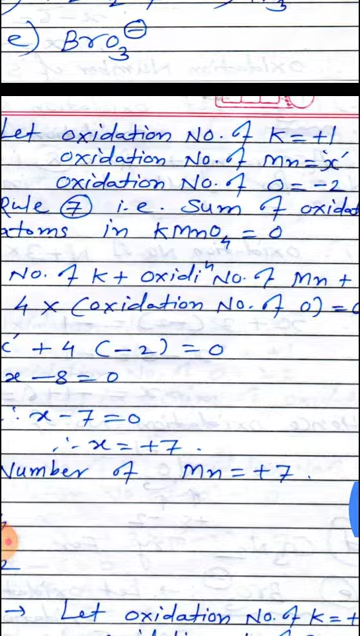 e) BrO₃⊖
Let oxidation No. of K = +1
oxidation No. of Mn = 'x'
oxidation No. of O = -2
Rule ⑦ i.e. Sum of oxidat
atoms in KMnO₄ = 0
No. of K + oxidiⁿ No. of Mn +
4 x (oxidation No. of O) = 0
+ 4 (-2) = 0
x - 8 = 0
∴ x - 7 = 0
∴ x = +7.
Number of Mn = +7.
→ Let oxidation No. of K = +